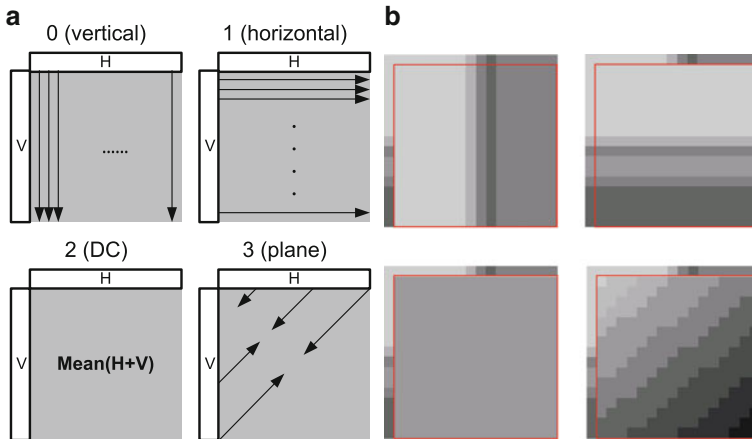 a
b
0 (vertical)
1 (horizontal)
H
H
V
......
V
2 (DC)
3 (plane)
H
H
V
Mean(H+V)
V